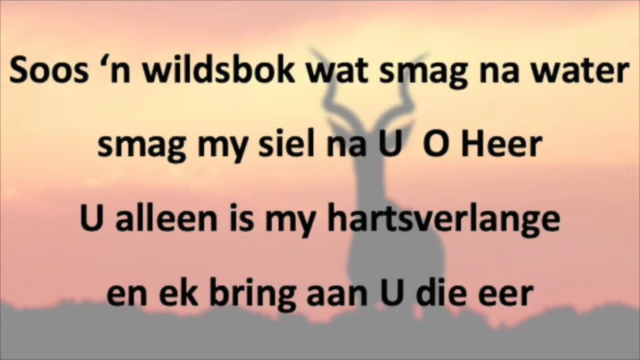 Soos ‘n wildsbok wat smag na water
smag my siel na U  O Heer
U alleen is my hartsverlange
en ek bring aan U die eer